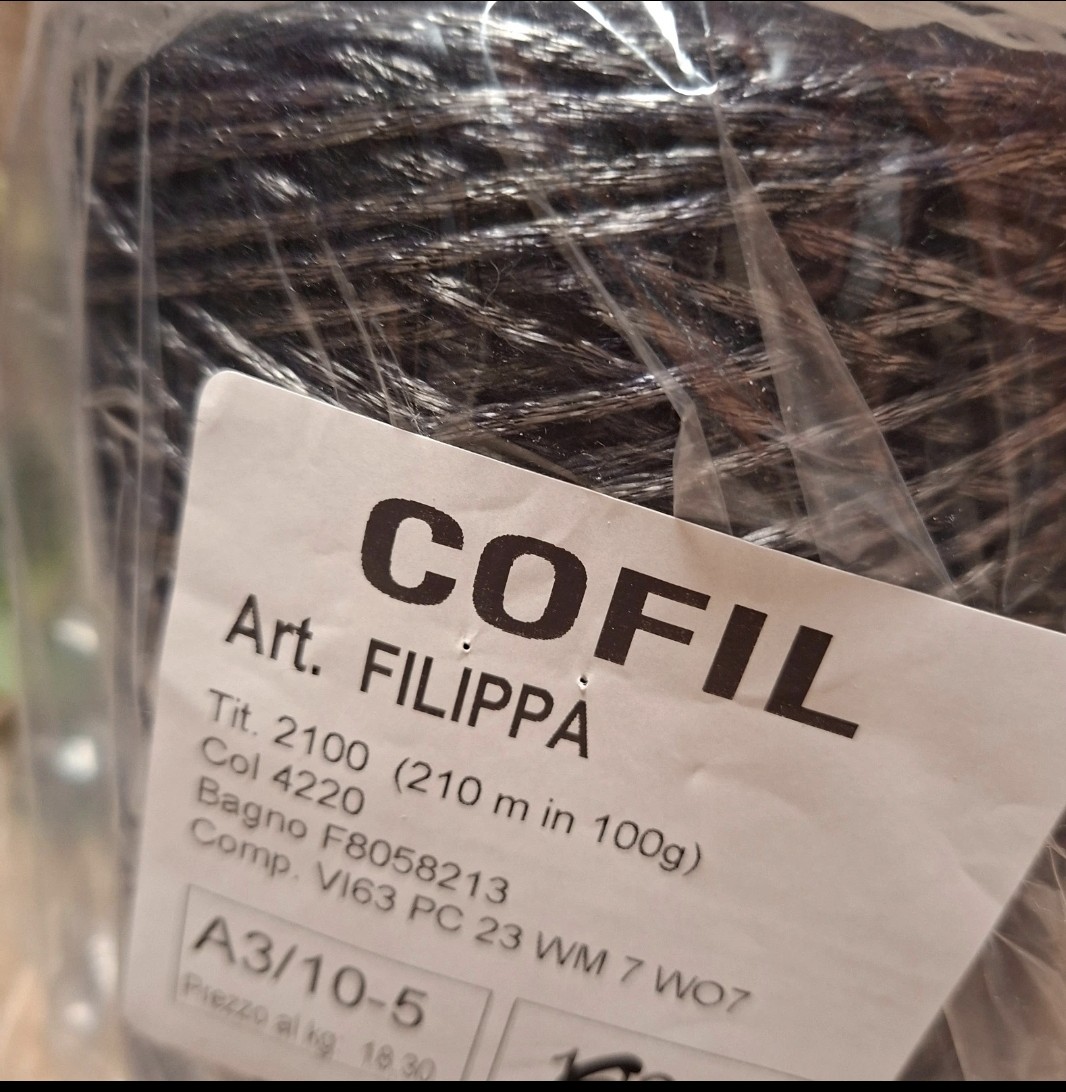 COFIL
Art. FILIPPA
Tit. 2100 (210 m in 100g)
Col 4220
Bagno F8058213
Comp. VI63 PC 23 WM 7 WO7
A3/10-5
Prezzo al kg: 18.30